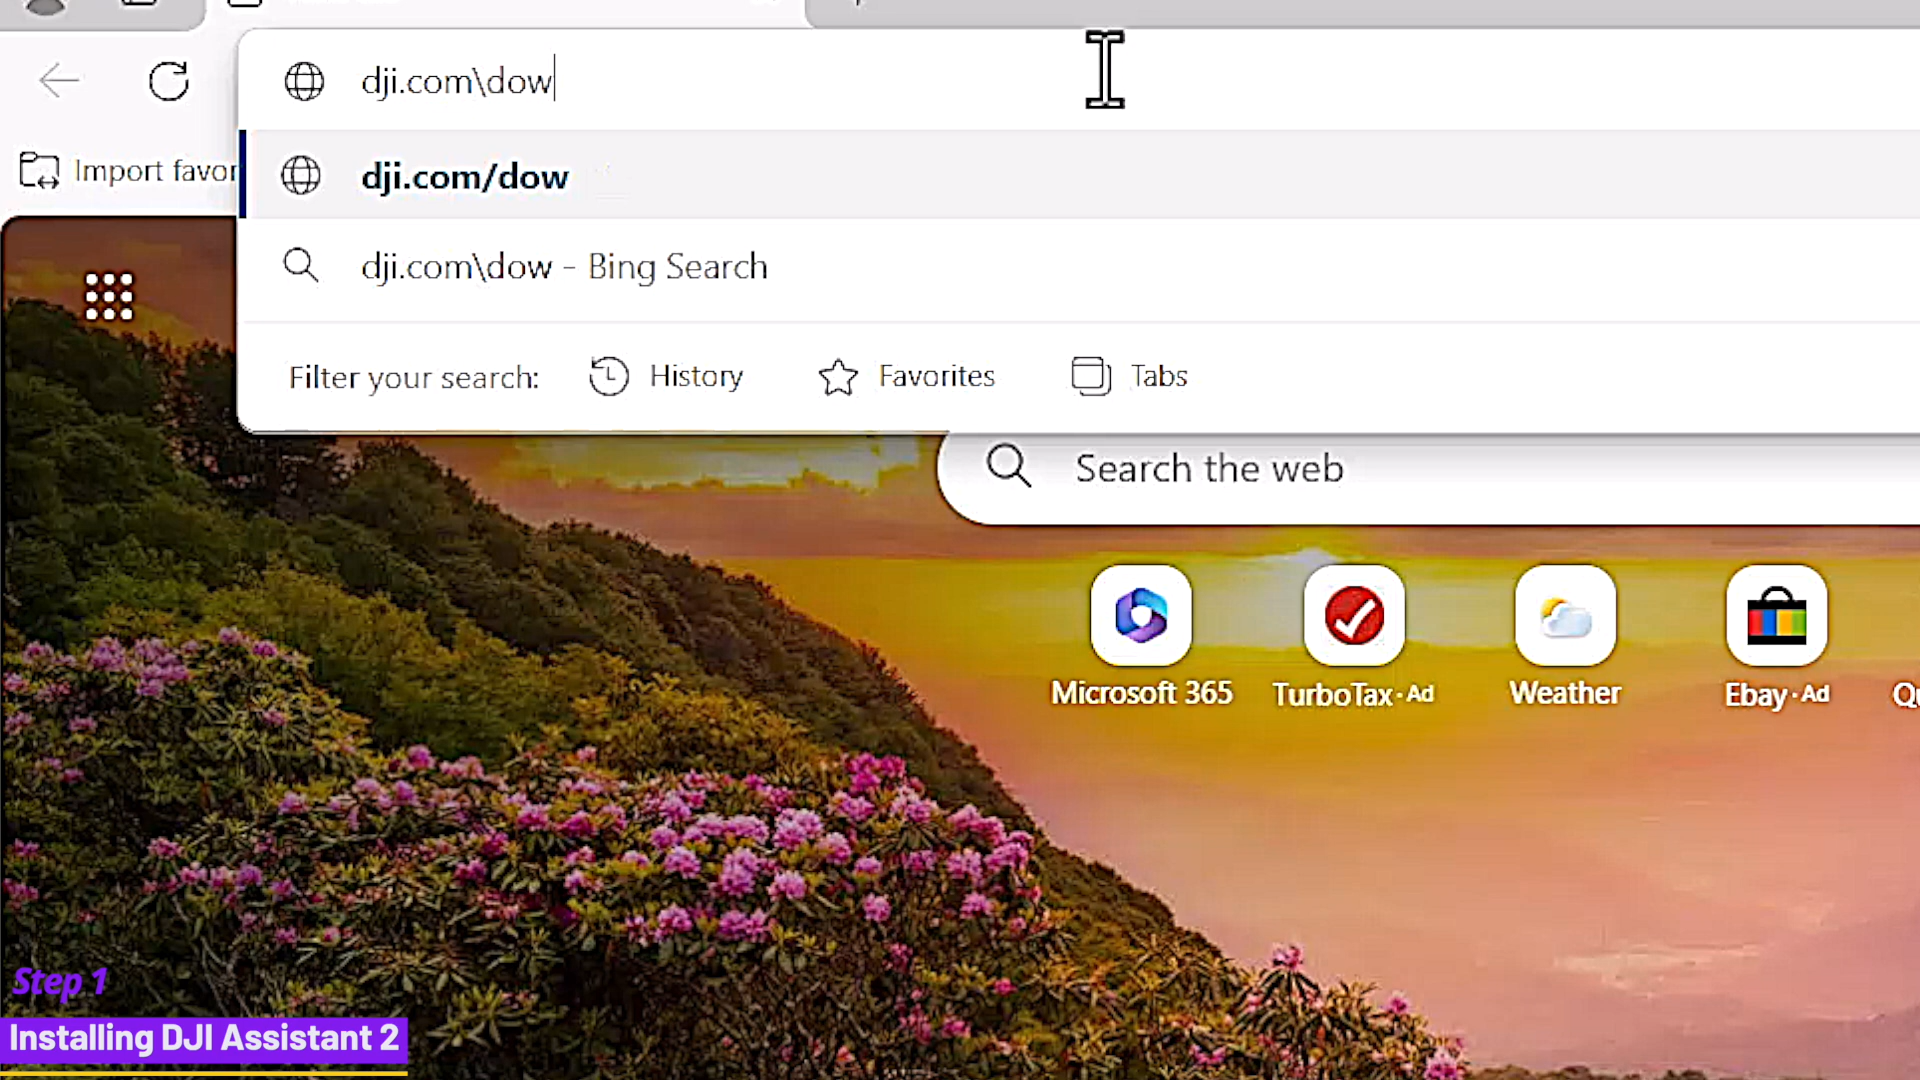 dji.com\dow
Import favor
dji.com/dow
dji.com\dow - Bing Search
Filter your search: History Favorites Tabs
Search the web
Microsoft 365 TurboTax · Ad Weather Ebay · Ad Qu
Step 1
Installing DJI Assistant 2